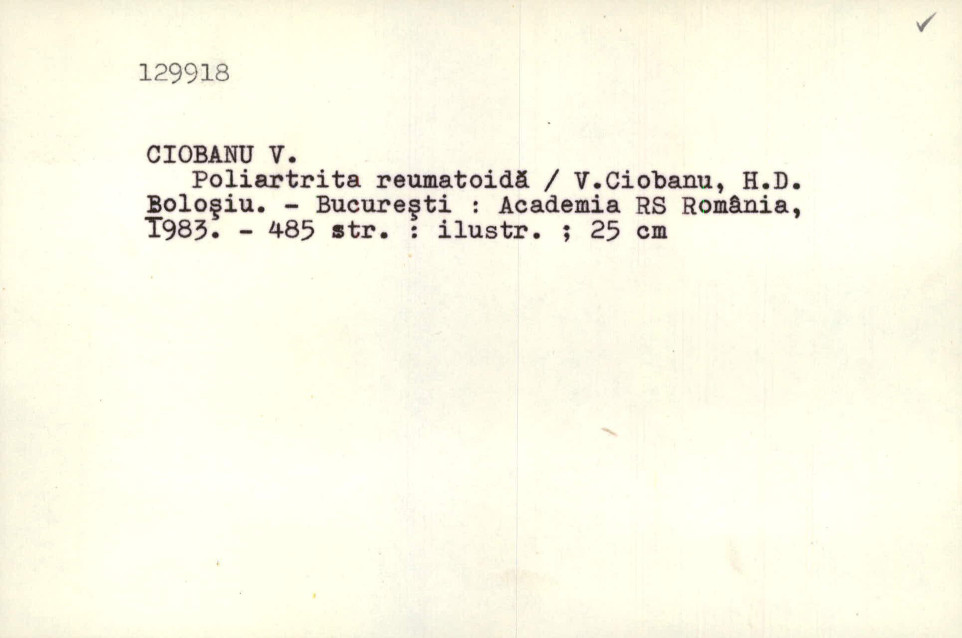 129918
CIOBANU V.
Poliartrita reumatoidă / V.Ciobanu, H.D.
Boloşiu. - Bucureşti : Academia RS România,
1983. - 485 str. : ilustr. ; 25 cm